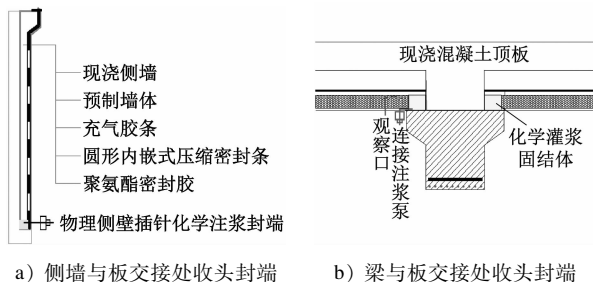 现浇侧墙
预制墙体
充气胶条
圆形内嵌式压缩密封条
聚氨酯密封胶
物理侧壁插针化学注浆封端
a）侧墙与板交接处收头封端
现浇混凝土顶板
观察口
连接注浆泵
化学灌浆
固结体
b）梁与板交接处收头封端